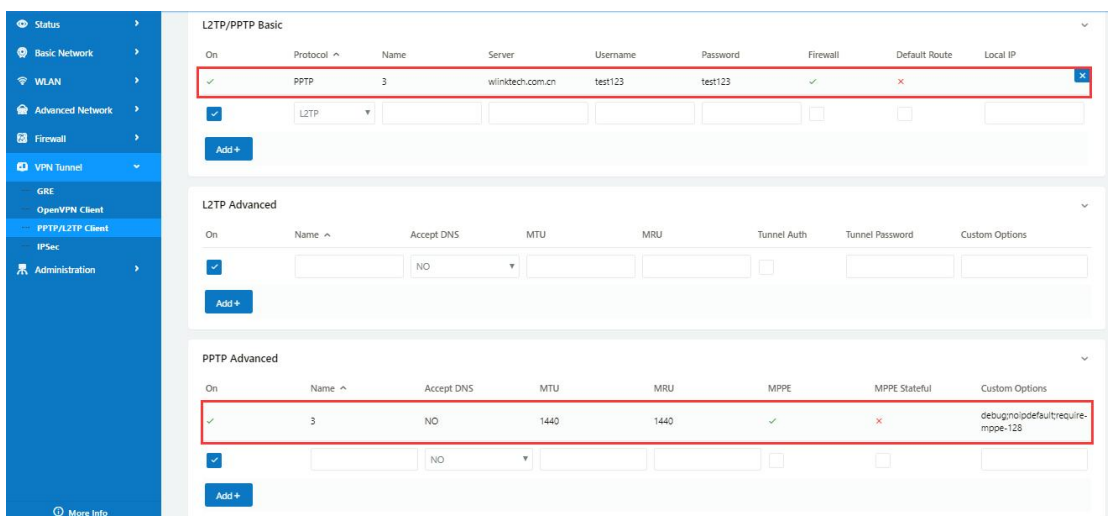 Status
Basic Network
WLAN
Advanced Network
Firewall
VPN Tunnel
GRE
OpenVPN Client
PPTP/L2TP Client
IPSec
Administration
More Info
L2TP/PPTP Basic
On Protocol Name Server Username Password Firewall Default Route Local IP
PPTP 3 wlinktech.com.cn test123 test123
L2TP
Add+
L2TP Advanced
On Name Accept DNS MTU MRU Tunnel Auth Tunnel Password Custom Options
NO
Add+
PPTP Advanced
On Name Accept DNS MTU MRU MPPE MPPE Stateful Custom Options
3 NO 1440 1440 debug;noipdefault;require-
mppe-128
NO
Add+